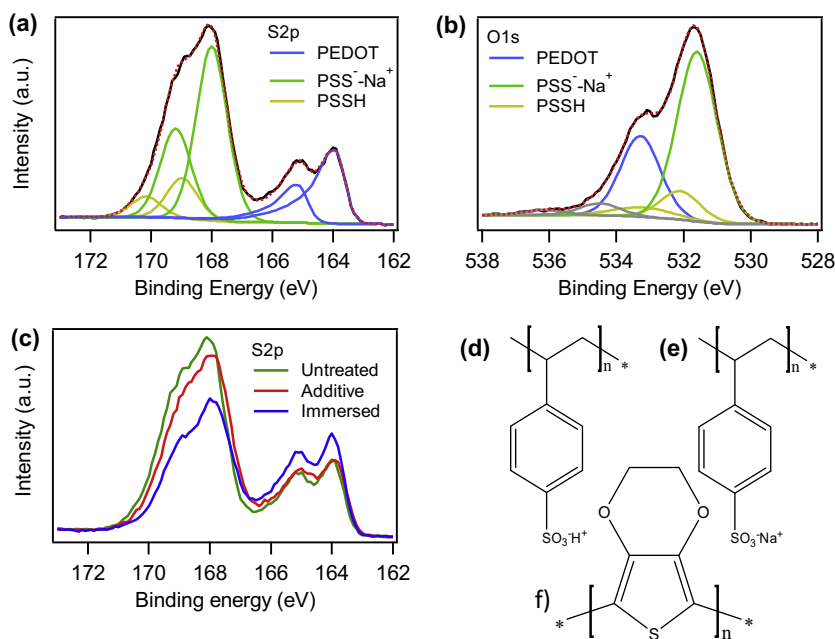 (a)
S2p
PEDOT
PSS⁻-Na⁺
PSSH
Intensity (a.u.)
172 170 168 166 164 162
Binding Energy (eV)
(b)
O1s
PEDOT
PSS⁻-Na⁺
PSSH
538 536 534 532 530 528
Binding Energy (eV)
(c)
S2p
Untreated
Additive
Immersed
Intensity (a.u.)
172 170 168 166 164 162
Binding energy (eV)
(d)
n *
SO₃⁻H⁺
(e)
n *
SO₃⁻Na⁺
f)
O O
* S n *